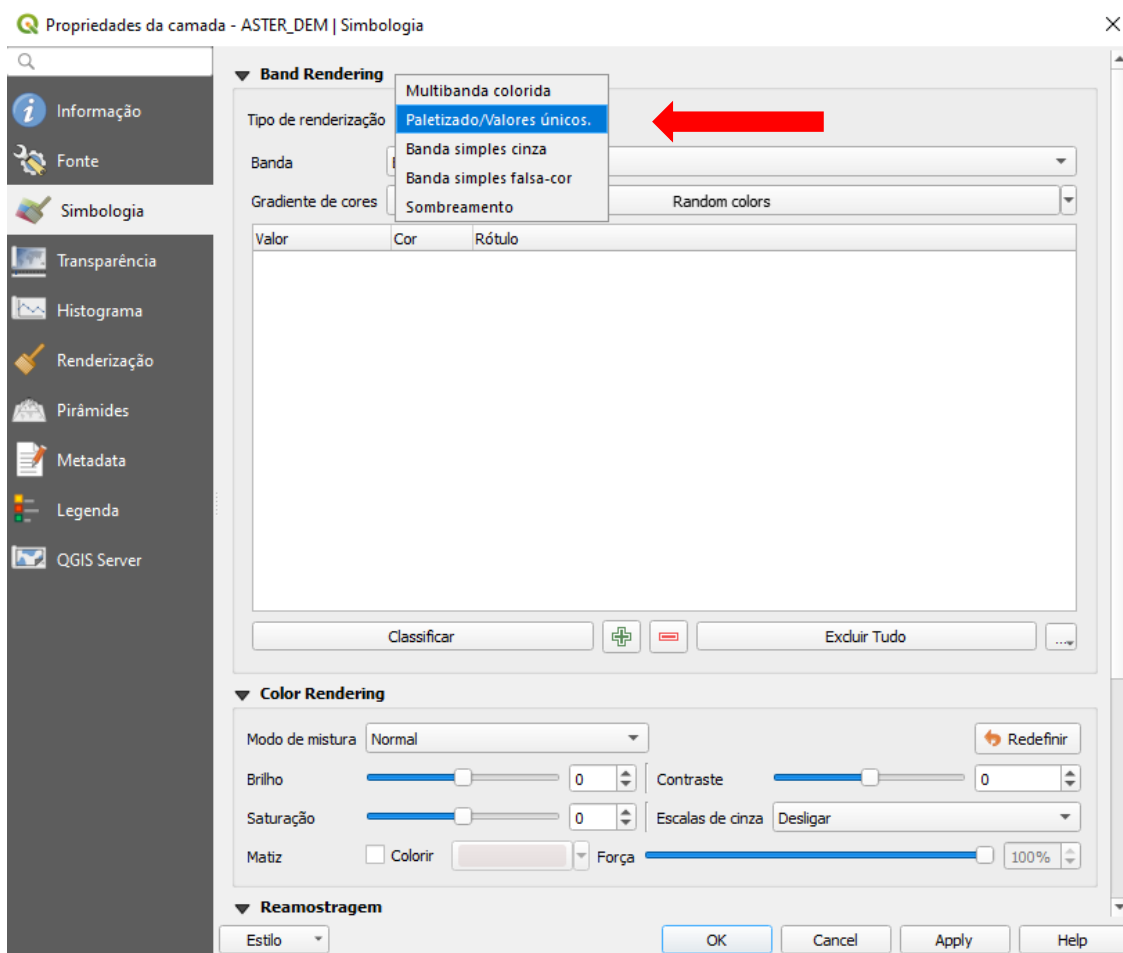 Propriedades da camada - ASTER_DEM | Simbologia
Informação
Fonte
Simbologia
Transparência
Histograma
Renderização
Pirâmides
Metadata
Legenda
QGIS Server
Band Rendering
Tipo de renderização
Multibanda colorida
Paletizado/Valores únicos.
Banda simples cinza
Banda simples falsa-cor
Sombreamento
Banda
Gradiente de cores Random colors
Valor Cor Rótulo
Classificar Excluir Tudo ...
Color Rendering
Modo de mistura Normal Redefinir
Brilho 0 Contraste 0
Saturação 0 Escalas de cinza Desligar
Matiz Colorir Força 100%
Reamostragem
Estilo OK Cancel Apply Help